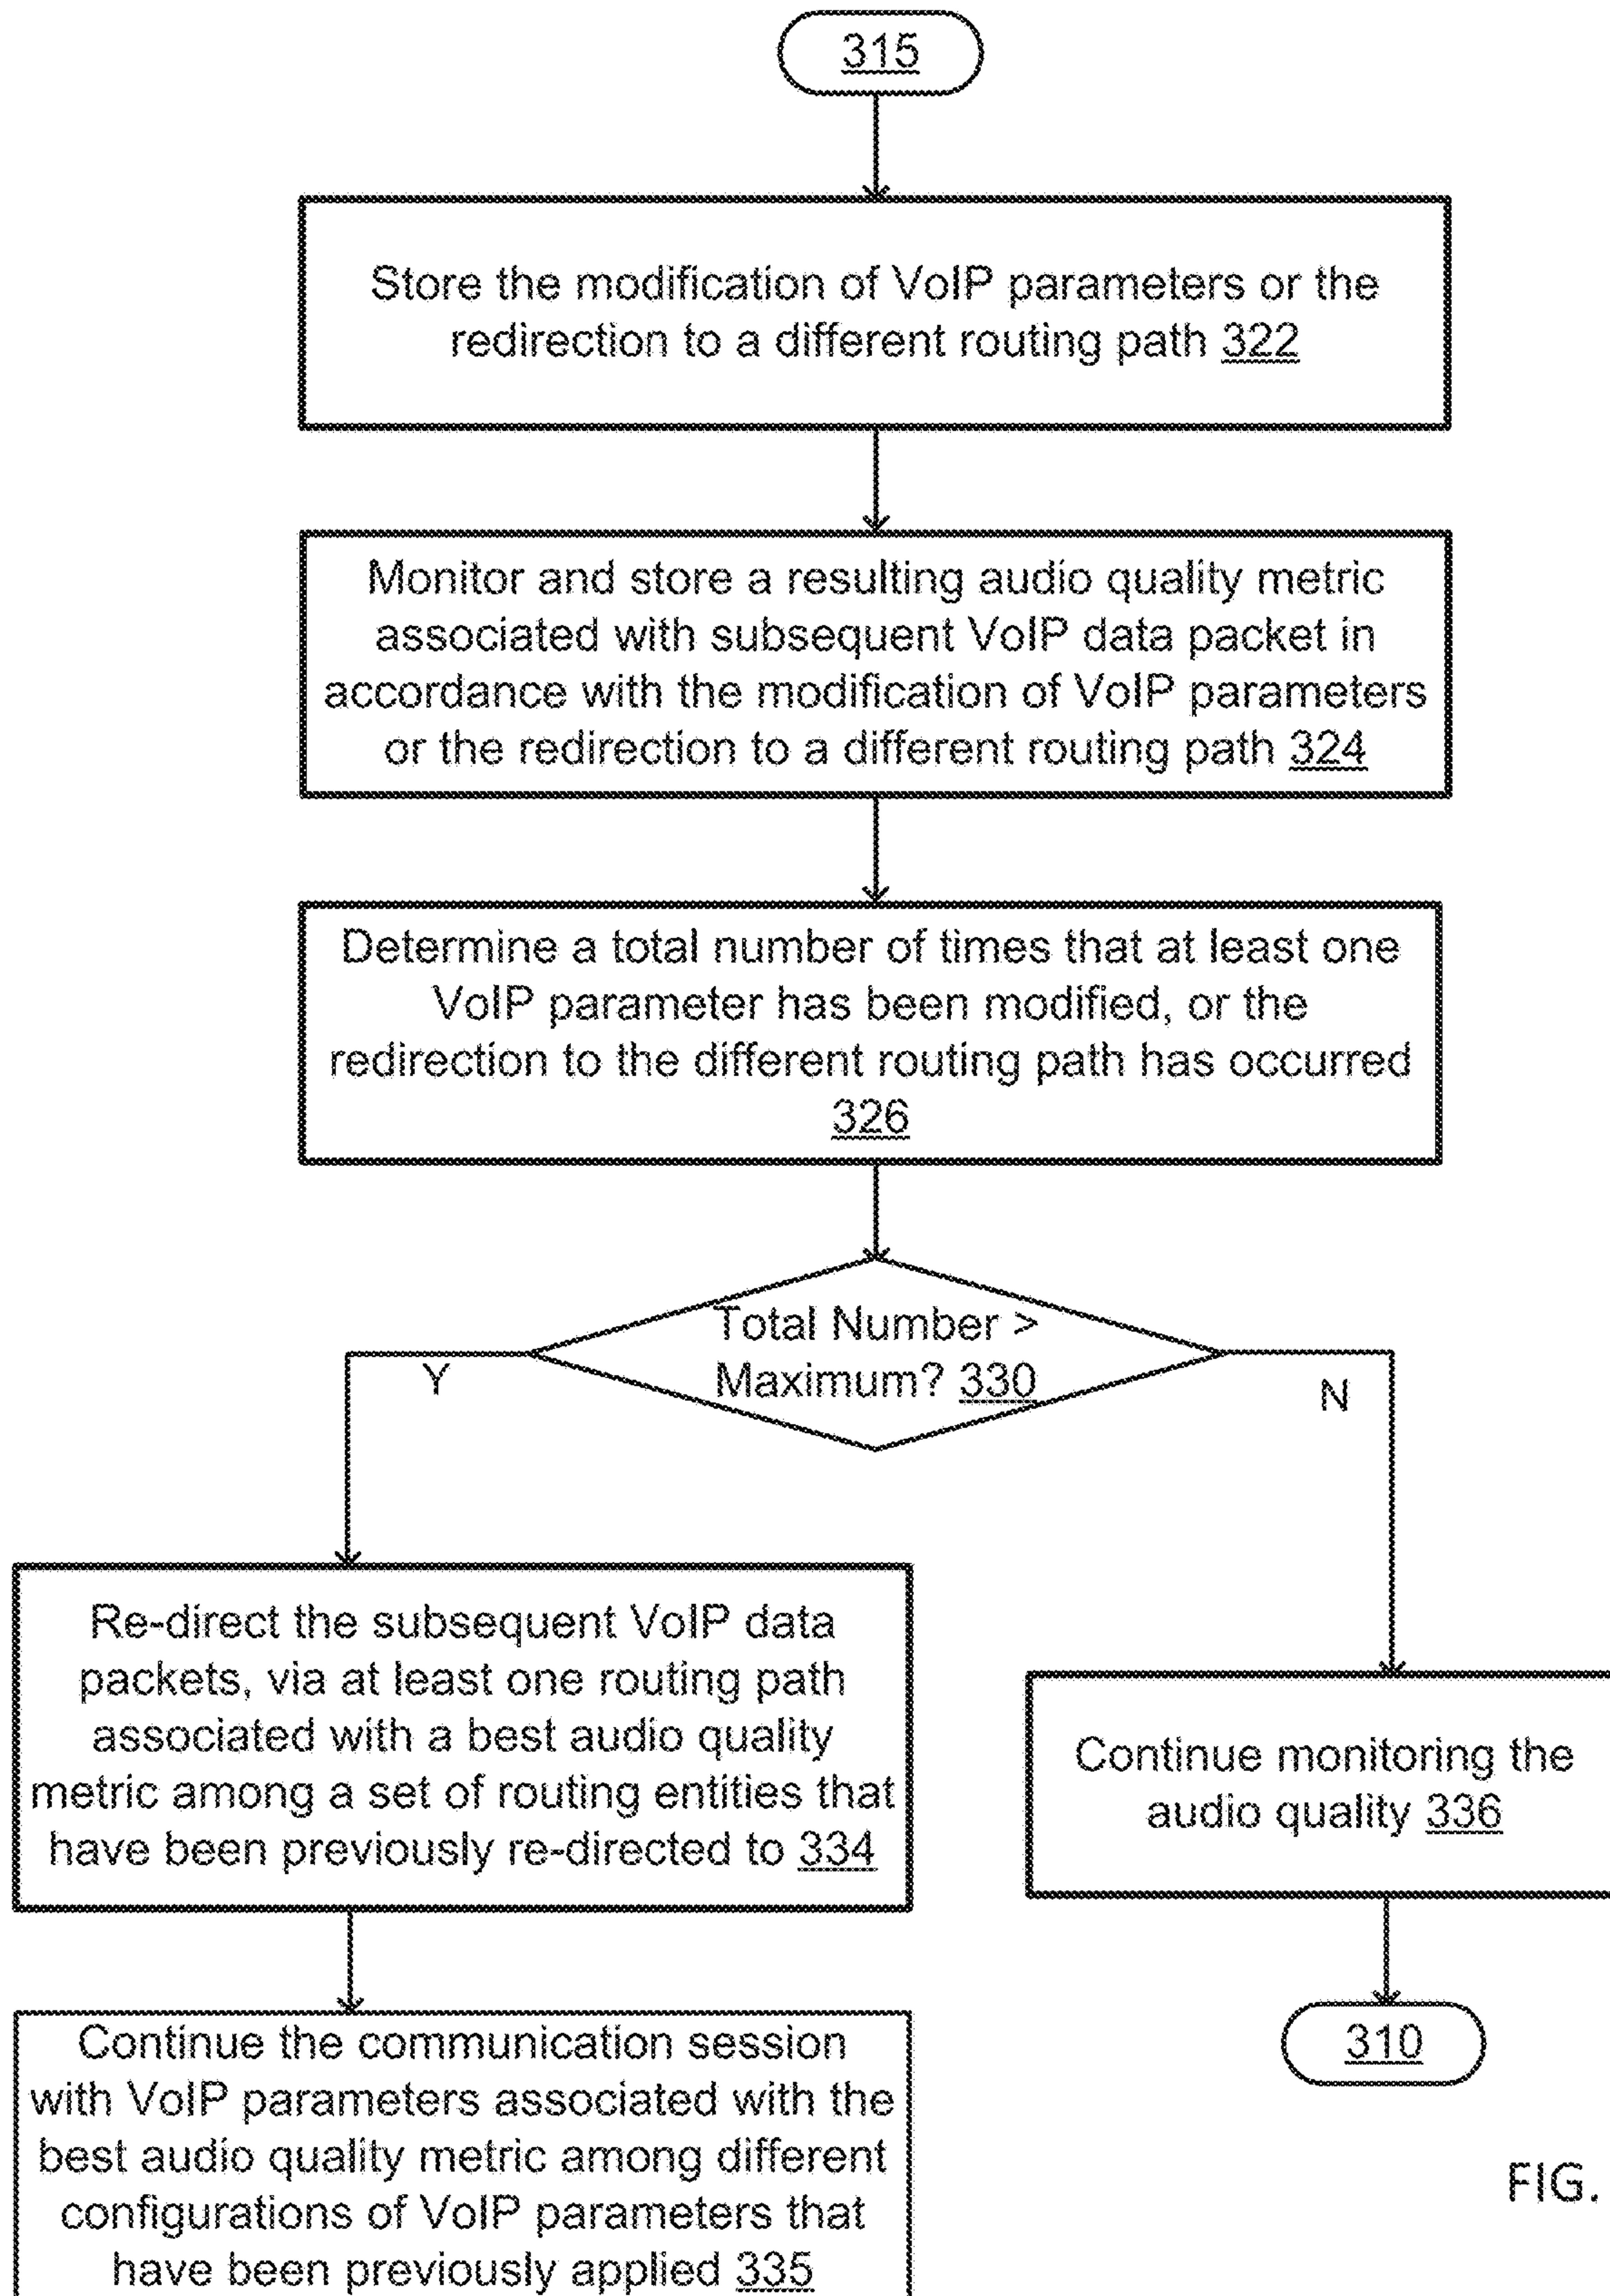 315
Store the modification of VoIP parameters or the
redirection to a different routing path 322
Monitor and store a resulting audio quality metric
associated with subsequent VoIP data packet in
accordance with the modification of VoIP parameters
or the redirection to a different routing path 324
Determine a total number of times that at least one
VoIP parameter has been modified, or the
redirection to the different routing path has occurred
326
Total Number >
Maximum? 330
Y
N
Re-direct the subsequent VoIP data
packets, via at least one routing path
associated with a best audio quality
metric among a set of routing entities that
have been previously re-directed to 334
Continue monitoring the
audio quality 336
310
Continue the communication session
with VoIP parameters associated with the
best audio quality metric among different
configurations of VoIP parameters that
have been previously applied 335
FIG.